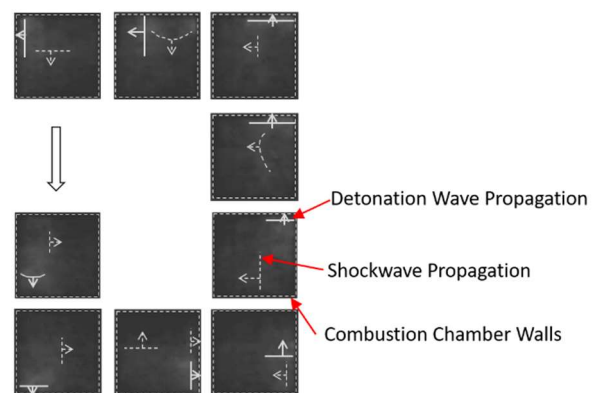 Detonation Wave Propagation
Shockwave Propagation
Combustion Chamber Walls